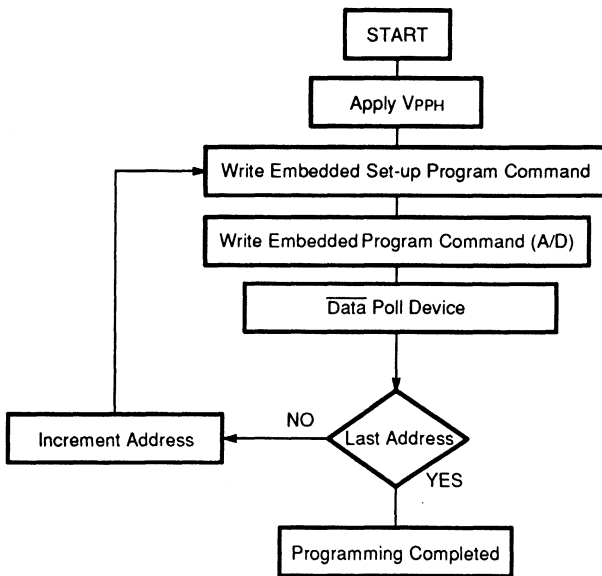 START
Apply VPPH
Write Embedded Set-up Program Command
Write Embedded Program Command (A/D)
Data Poll Device
Last Address
NO
Increment Address
YES
Programming Completed